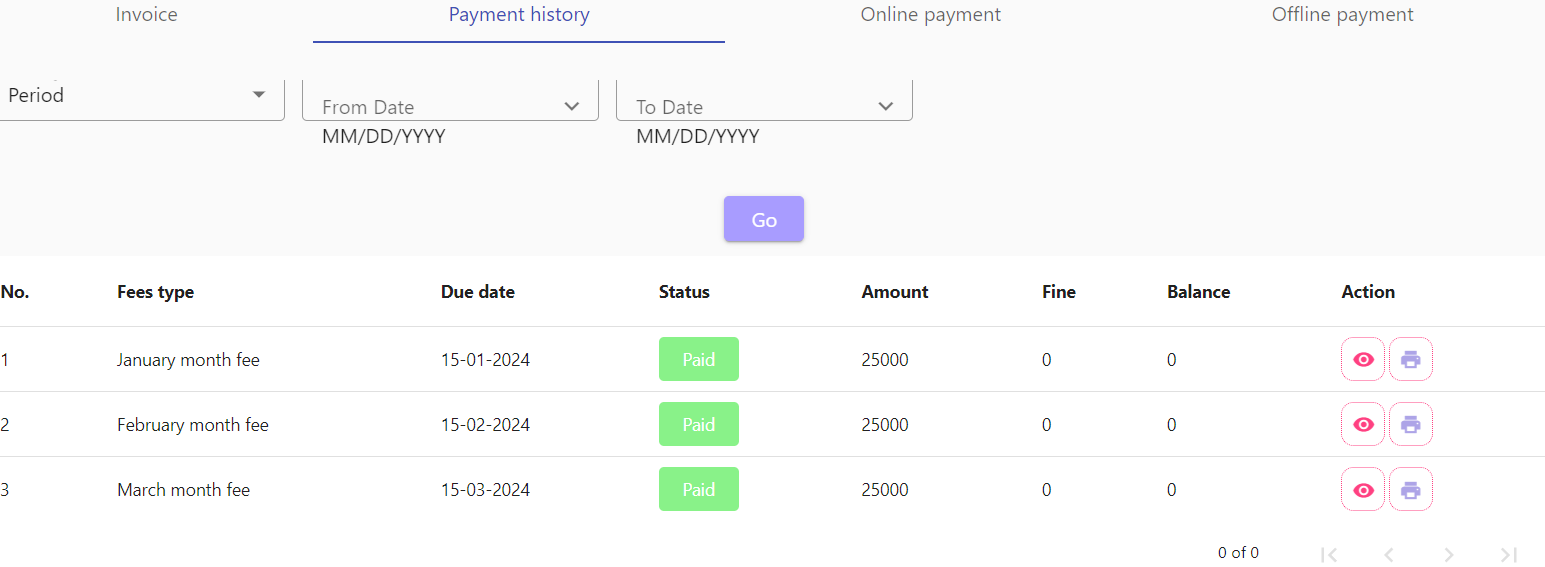 Invoice Payment history Online payment Offline payment
Period From Date To Date
MM/DD/YYYY MM/DD/YYYY
Go
No. Fees type Due date Status Amount Fine Balance Action
1 January month fee 15-01-2024 Paid 25000 0 0
2 February month fee 15-02-2024 Paid 25000 0 0
3 March month fee 15-03-2024 Paid 25000 0 0
0 of 0